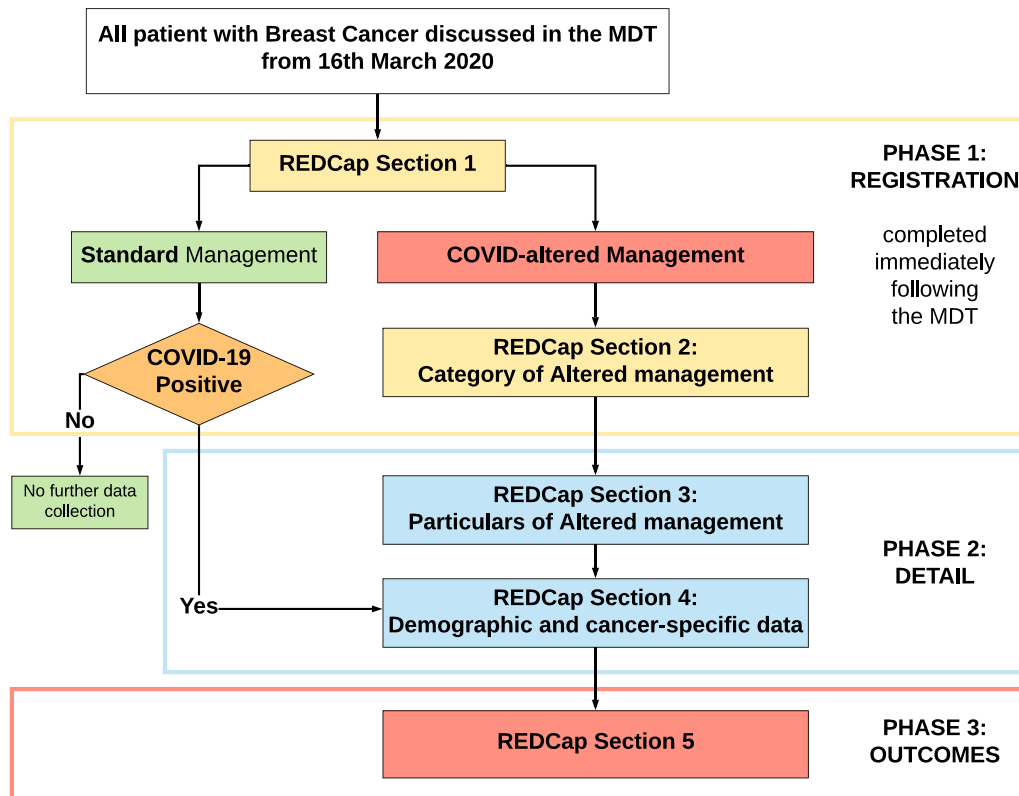 All patient with Breast Cancer discussed in the MDT
from 16th March 2020
REDCap Section 1
PHASE 1:
REGISTRATION
completed
immediately
following
the MDT
Standard Management
COVID-altered Management
COVID-19
Positive
REDCap Section 2:
Category of Altered management
No
No further data
collection
REDCap Section 3:
Particulars of Altered management
PHASE 2:
DETAIL
Yes
REDCap Section 4:
Demographic and cancer-specific data
REDCap Section 5
PHASE 3:
OUTCOMES